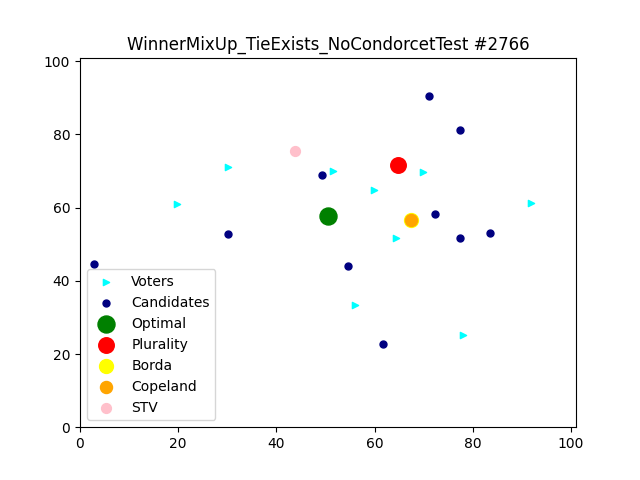 WinnerMixUp_TieExists_NoCondorcetTest #2766
100
80
60
40
20
0
Voters
Candidates
Optimal
Plurality
Borda
Copeland
STV
0 20 40 60 80 100